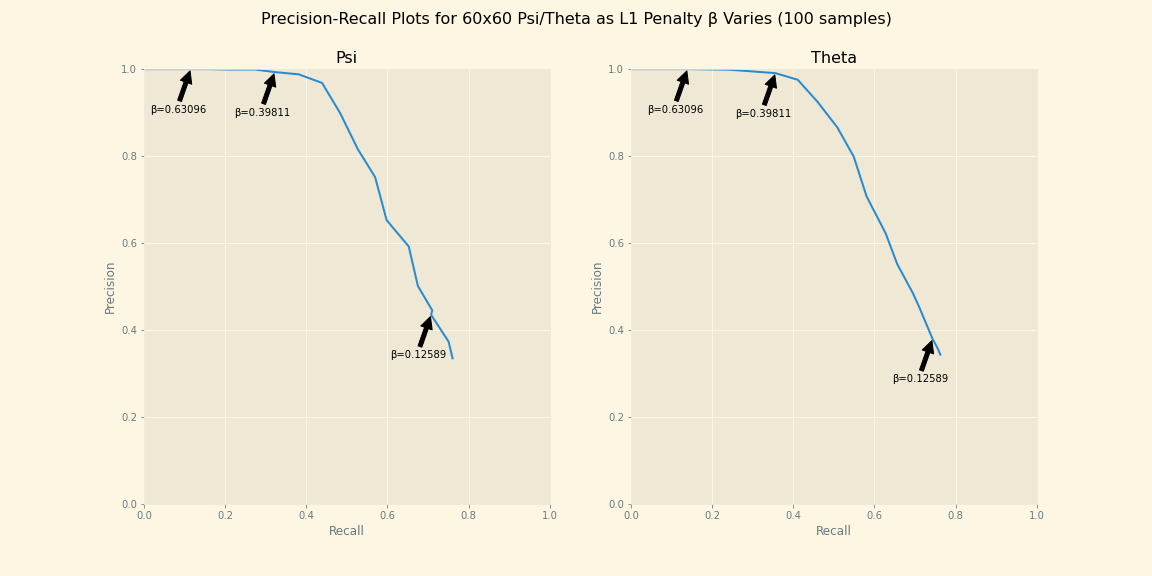 Precision-Recall Plots for 60x60 Psi/Theta as L1 Penalty β Varies (100 samples)
Psi
1.0
0.8
0.6
0.4
0.2
0.0
Precision
β=0.63096
β=0.39811
β=0.12589
0.0 0.2 0.4 0.6 0.8 1.0
Recall
Theta
1.0
0.8
0.6
0.4
0.2
0.0
Precision
β=0.63096
β=0.39811
β=0.12589
0.0 0.2 0.4 0.6 0.8 1.0
Recall